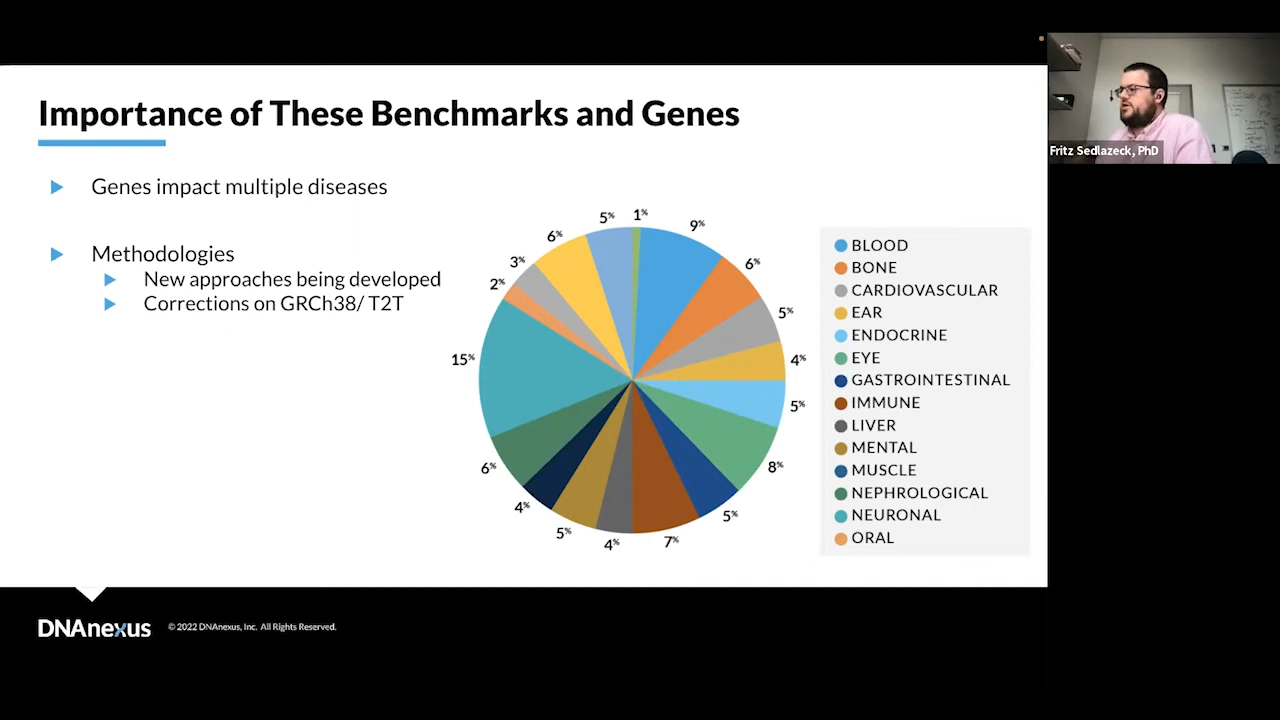 Importance of These Benchmarks and Genes
Genes impact multiple diseases
Methodologies
New approaches being developed
Corrections on GRCh38/ T2T
1%
9%
6%
5%
4%
5%
8%
5%
7%
4%
5%
4%
6%
15%
2%
3%
6%
5%
BLOOD
BONE
CARDIOVASCULAR
EAR
ENDOCRINE
EYE
GASTROINTESTINAL
IMMUNE
LIVER
MENTAL
MUSCLE
NEPHROLOGICAL
NEURONAL
ORAL
Fritz Sedlazeck, PhD
DNAnexus
© 2022 DNAnexus, Inc. All Rights Reserved.